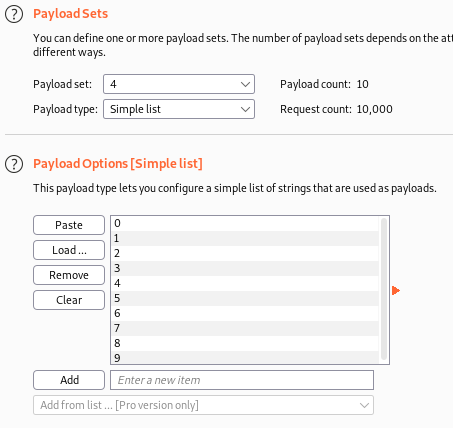 ? Payload Sets
You can define one or more payload sets. The number of payload sets depends on the att
different ways.
Payload set: 4 Payload count: 10
Payload type: Simple list Request count: 10,000
? Payload Options [Simple list]
This payload type lets you configure a simple list of strings that are used as payloads.
Paste
Load ...
Remove
Clear
0
1
2
3
4
5
6
7
8
9
Add Enter a new item
Add from list ... [Pro version only]